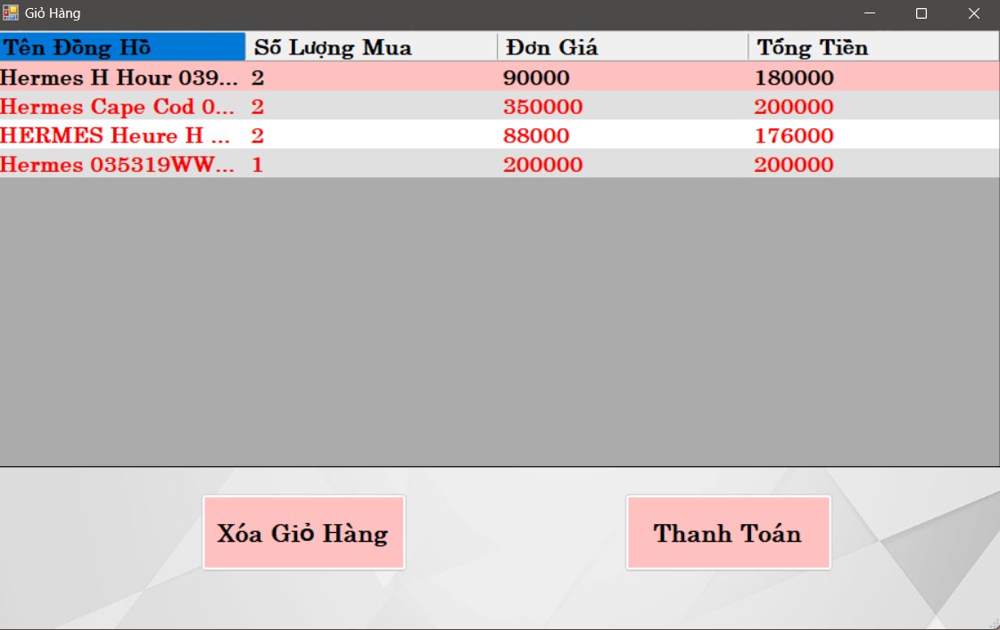 Giỏ Hàng
Tên Đồng Hồ Số Lượng Mua Đơn Giá Tổng Tiền
Hermes H Hour 039... 2 90000 180000
Hermes Cape Cod 0... 2 350000 200000
HERMES Heure H ... 2 88000 176000
Hermes 035319WW... 1 200000 200000
Xóa Giỏ Hàng Thanh Toán